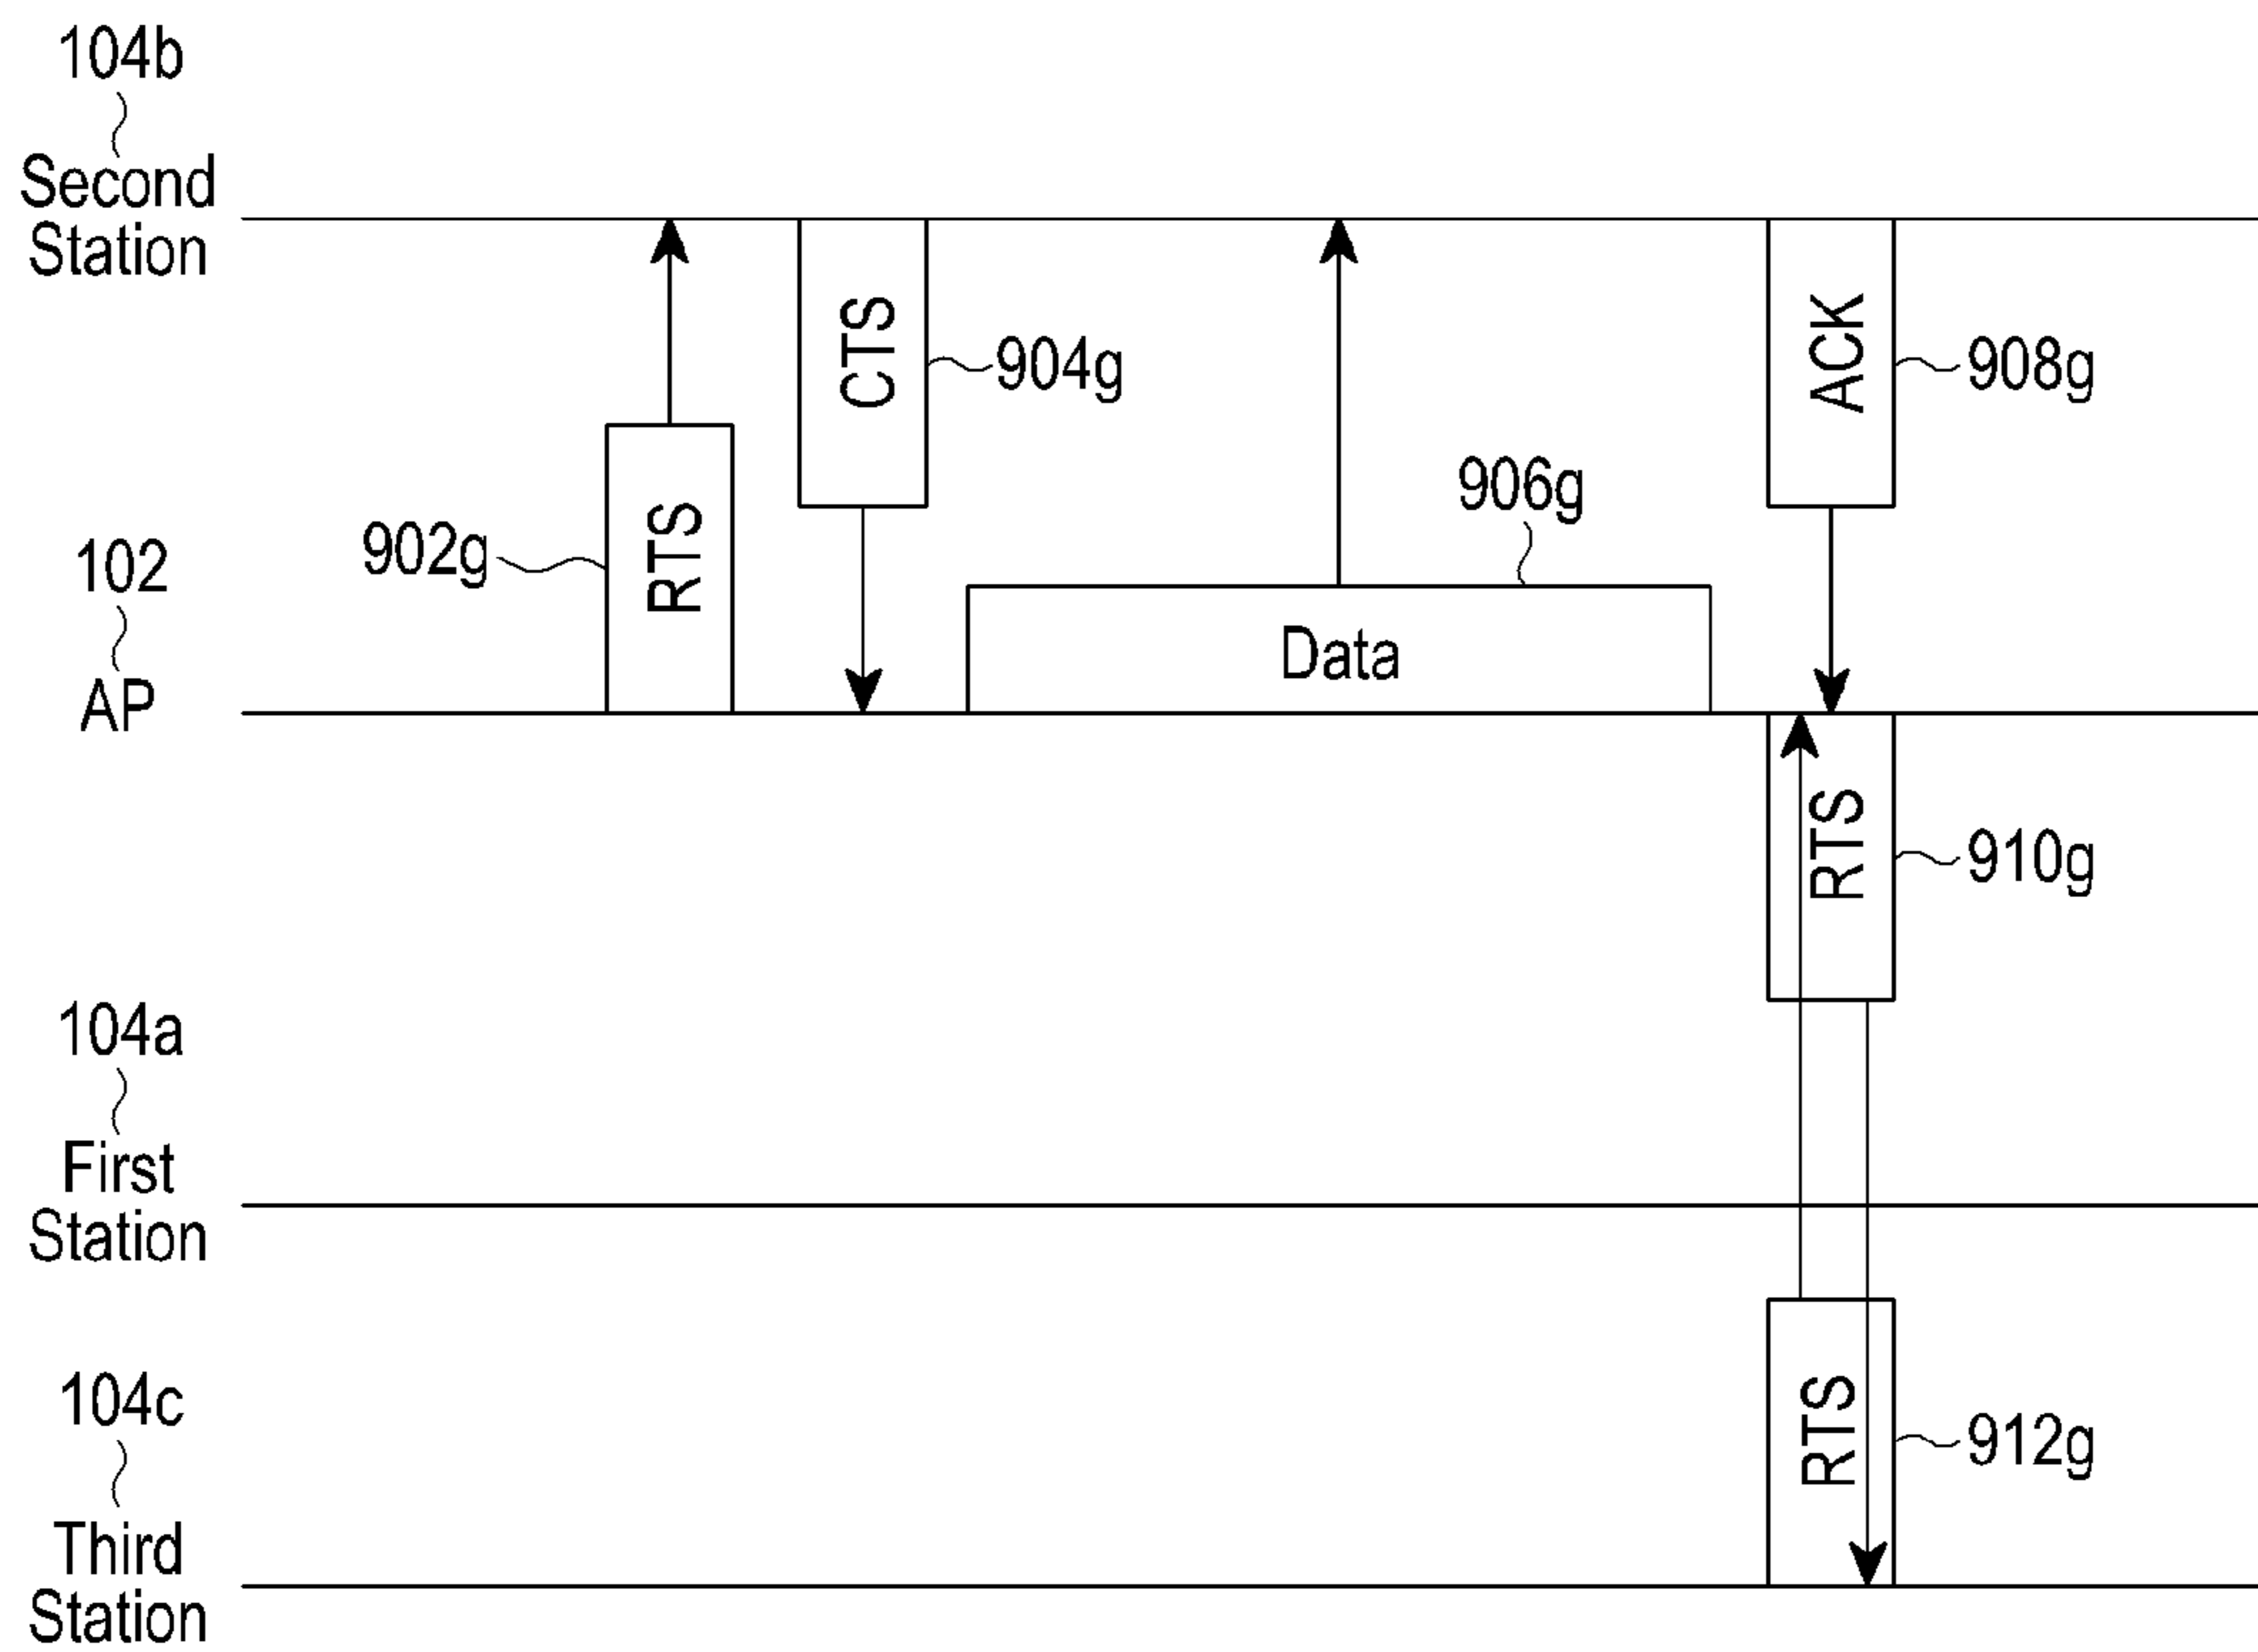 104b
Second
Station
CTS
904g
ACK
908g
906g
902g
RTS
102
AP
Data
RTS
910g
104a
First
Station
104c
RTS
912g
Third
Station